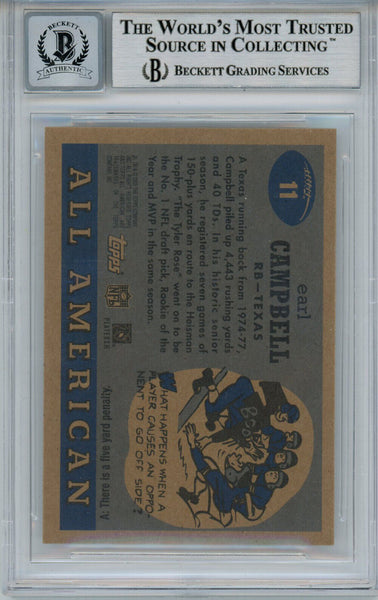 BECKETT
AUTHENTIC
THE WORLD'S MOST TRUSTED
SOURCE IN COLLECTING™
BECKETT GRADING SERVICES
11
earl
CAMPBELL
RB—TEXAS
A Texas running back from 1974-77,
Campbell piled up 4,443 rushing yards
and 40 TDs. In his historic senior
season, he registered seven games of
150-plus yards en route to the Heisman
Trophy. "The Tyler Rose" went on to be
the No. 1 NFL draft pick, Rookie of the
Year and MVP in the same season.
WHAT HAPPENS WHEN A
PLAYER CAUSES AN OPPO-
NENT TO GO OFF SIDE?
A: There is a five yard penalty.
topps
NFL
PLAYERS
ALL AMERICAN